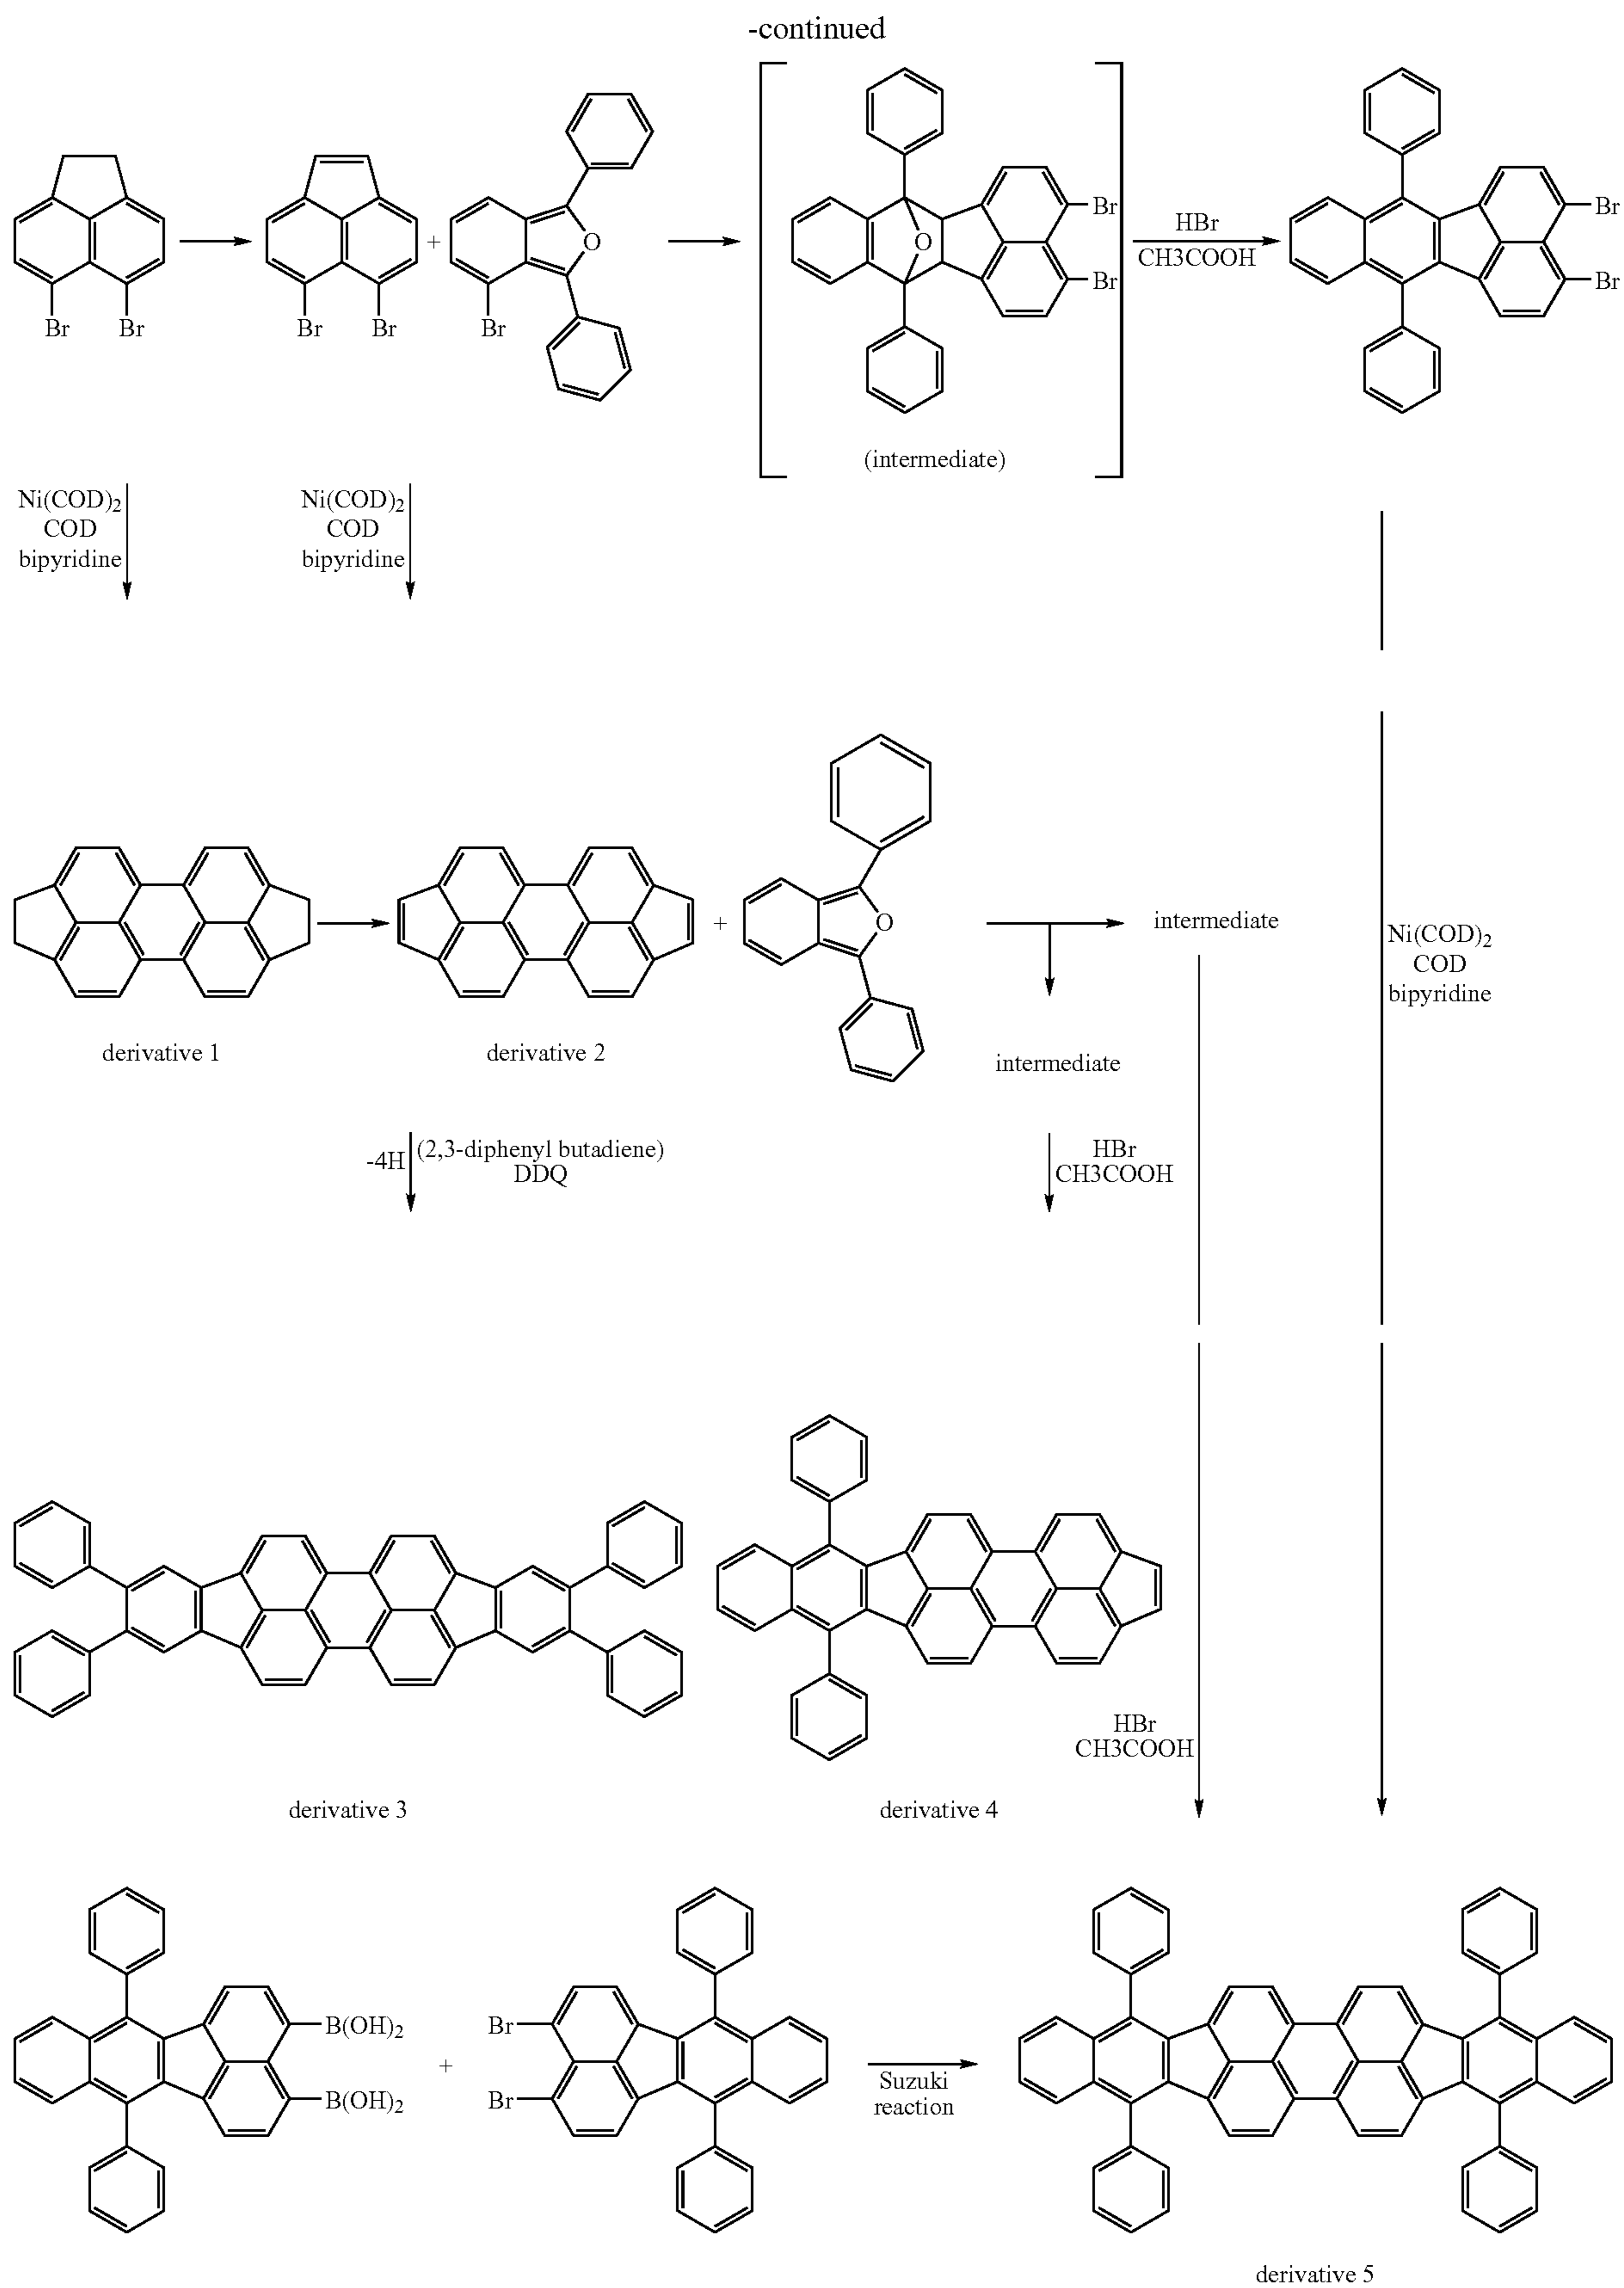 -continued
Br
Br
Br
Br
+
Br
O
O
Br
Br
(intermediate)
HBr
CH3COOH
Br
Br
Ni(COD)2
COD
bipyridine
Ni(COD)2
COD
bipyridine
derivative 1
derivative 2
+
O
intermediate
intermediate
Ni(COD)2
COD
bipyridine
-4H
(2,3-diphenyl butadiene)
DDQ
HBr
CH3COOH
derivative 3
derivative 4
HBr
CH3COOH
B(OH)2
B(OH)2
+
Br
Br
Suzuki
reaction
derivative 5